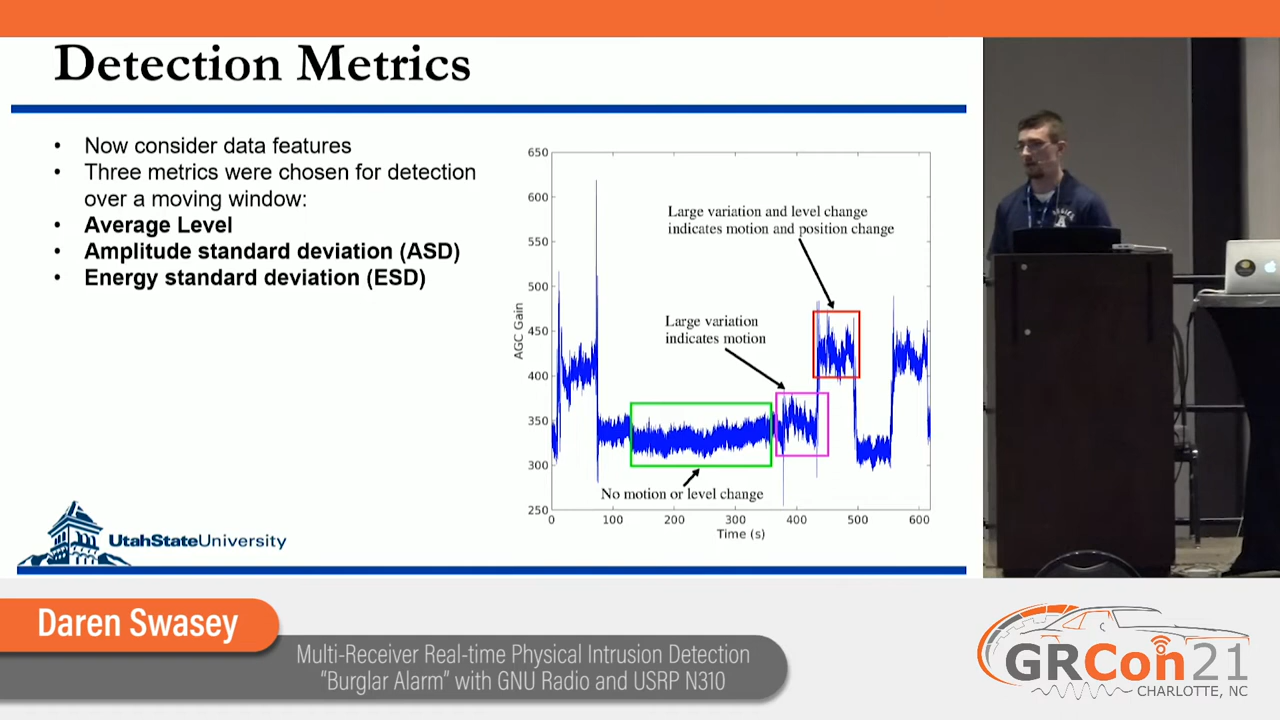 Detection Metrics
• Now consider data features
• Three metrics were chosen for detection
over a moving window:
• Average Level
• Amplitude standard deviation (ASD)
• Energy standard deviation (ESD)
650
600
550
500
450
400
350
300
250
AGC Gain
Large variation and level change
indicates motion and position change
Large variation
indicates motion
No motion or level change
0 100 200 300 400 500 600
Time (s)
UtahStateUniversity
Daren Swasey
Multi-Receiver Real-time Physical Intrusion Detection
"Burglar Alarm" with GNU Radio and USRP N310
GRCon21
CHARLOTTE, NC